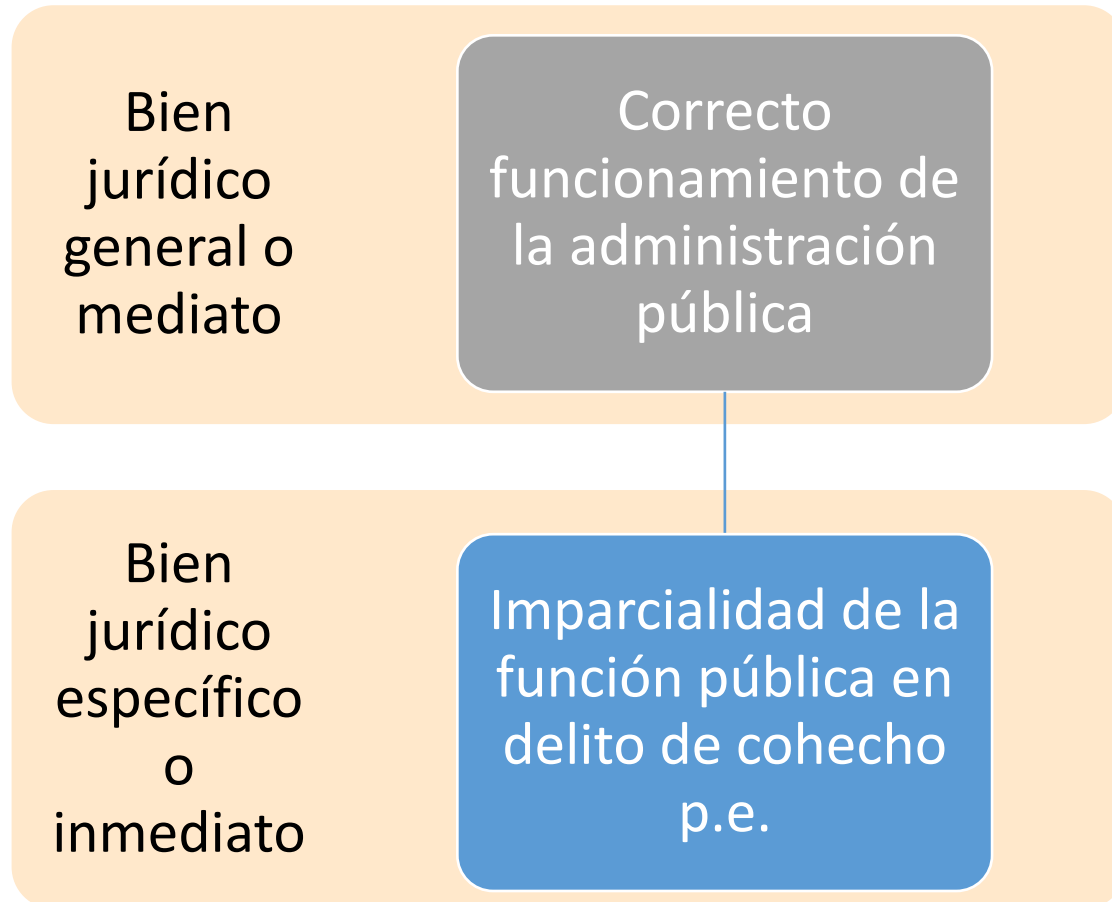 Bien
jurídico
general o
mediato
Correcto
funcionamiento de
la administración
pública
Bien
jurídico
específico
o
inmediato
Imparcialidad de la
función pública en
delito de cohecho
p.e.